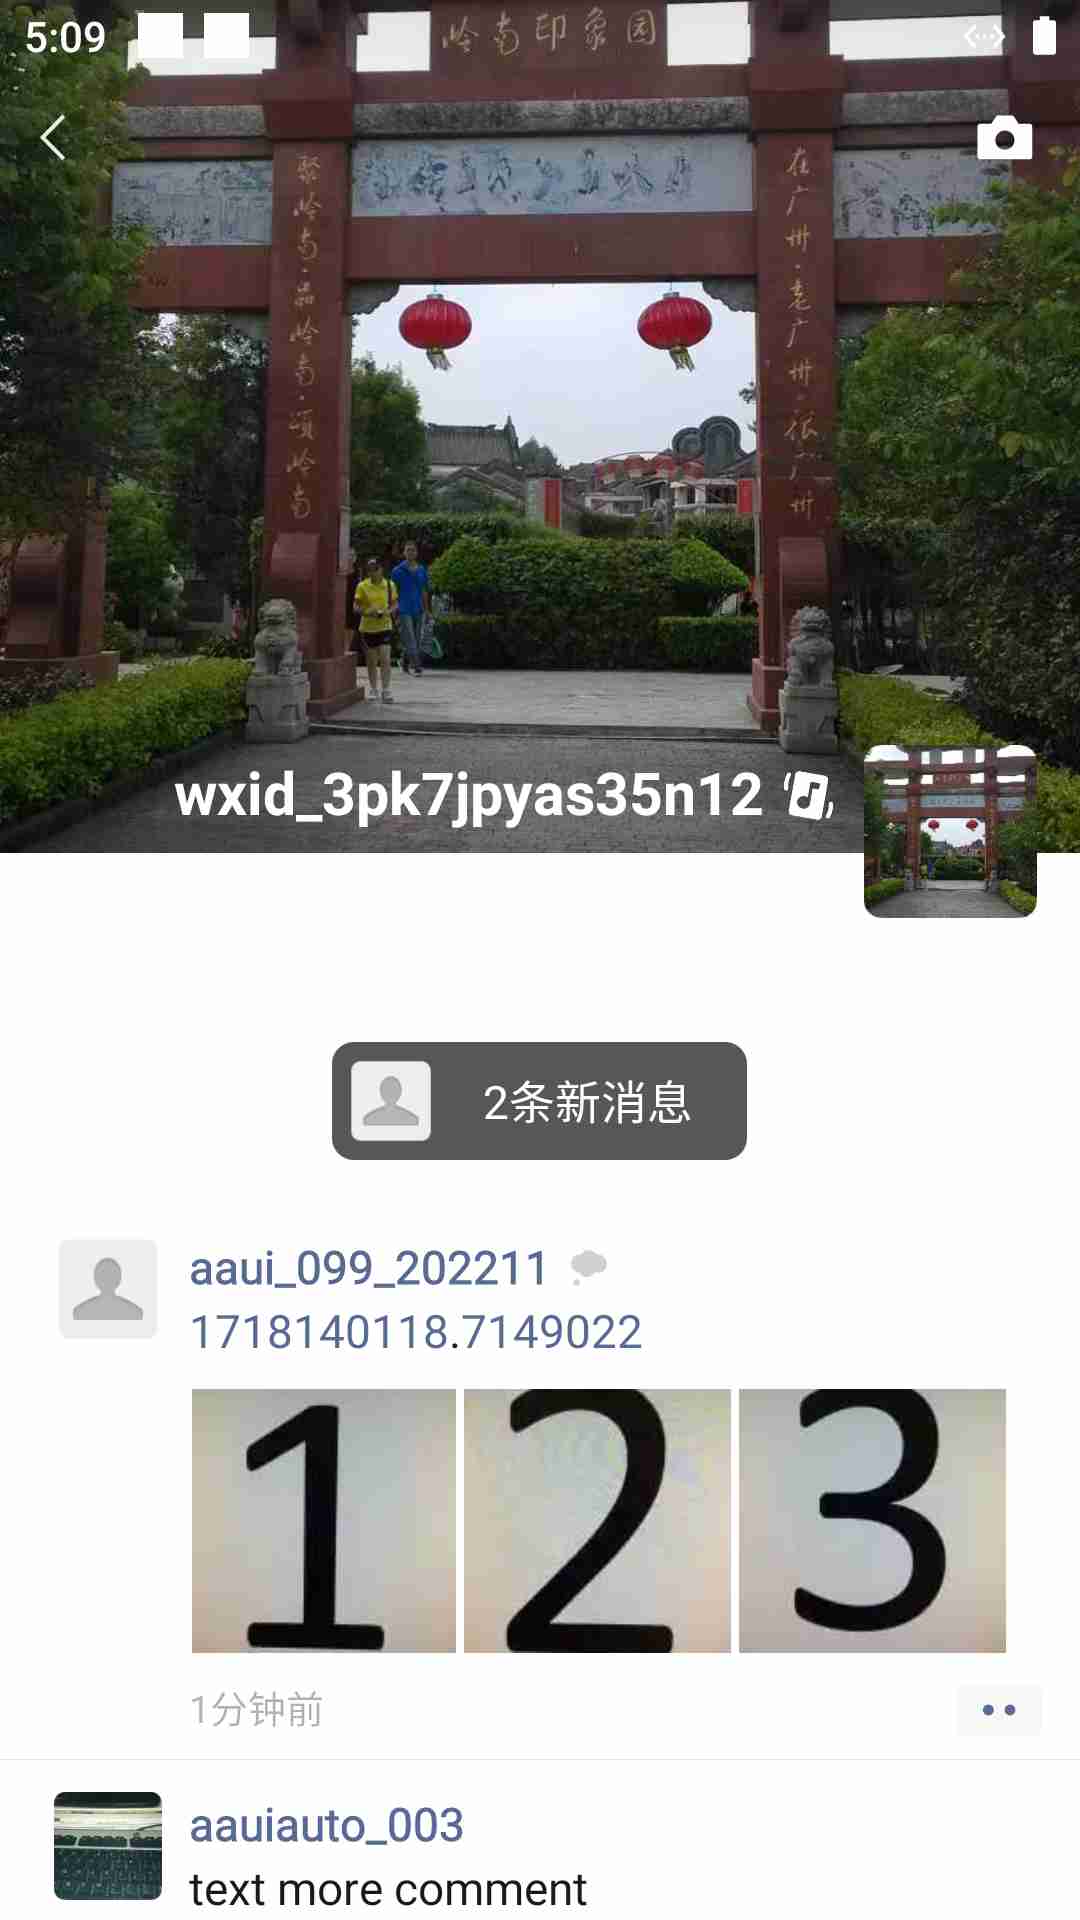 5:09
岭南印象园
聚岭南·品岭南·颂岭南
在广州·老广州·很广州
wxid_3pk7jpyas35n12
2条新消息
aaui_099_202211
1718140118.7149022
1 2 3
1分钟前
aauiauto_003
text more comment